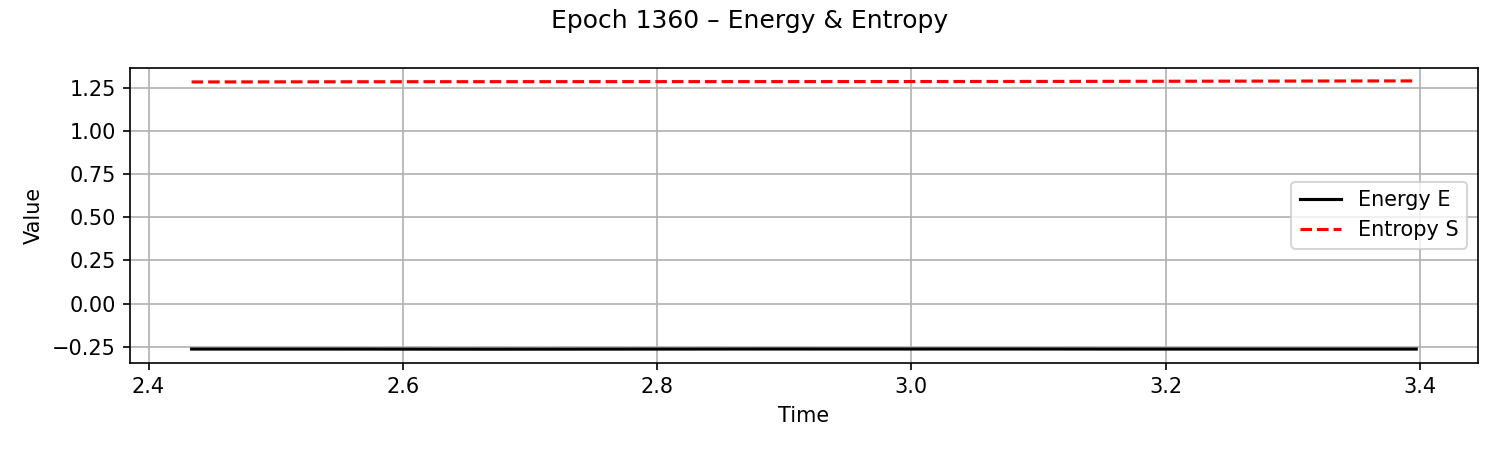 Epoch 1360 – Energy & Entropy
Value
1.25
1.00
0.75
0.50
0.25
0.00
−0.25
Energy E
Entropy S
2.4 2.6 2.8 3.0 3.2 3.4
Time